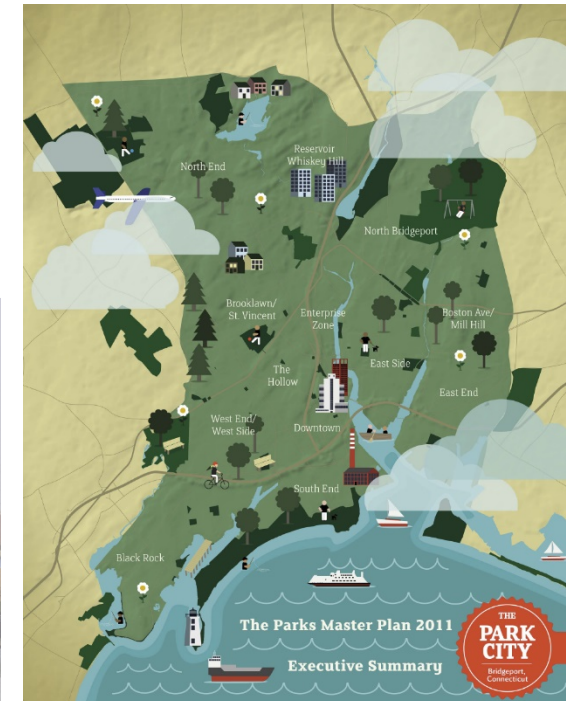 Reservoir
Whiskey Hill
North End
North Bridgeport
Brooklawn/
St. Vincent
Enterprise
Zone
Boston Ave/
Mill Hill
The
Hollow
East Side
East End
West End/
West Side
Downtown
South End
Black Rock
The Parks Master Plan 2011
Executive Summary
THE
PARK
CITY
Bridgeport,
Connecticut